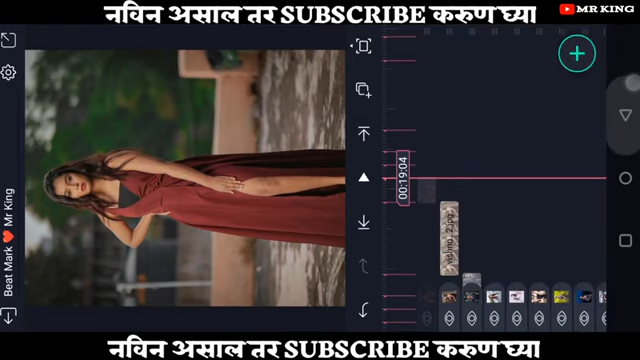 नविन असाल तर SUBSCRIBE करुण घ्या
MR KING
Beat Mark ❤️ Mr King
00:19:04
नविन असाल तर SUBSCRIBE करुण घ्या